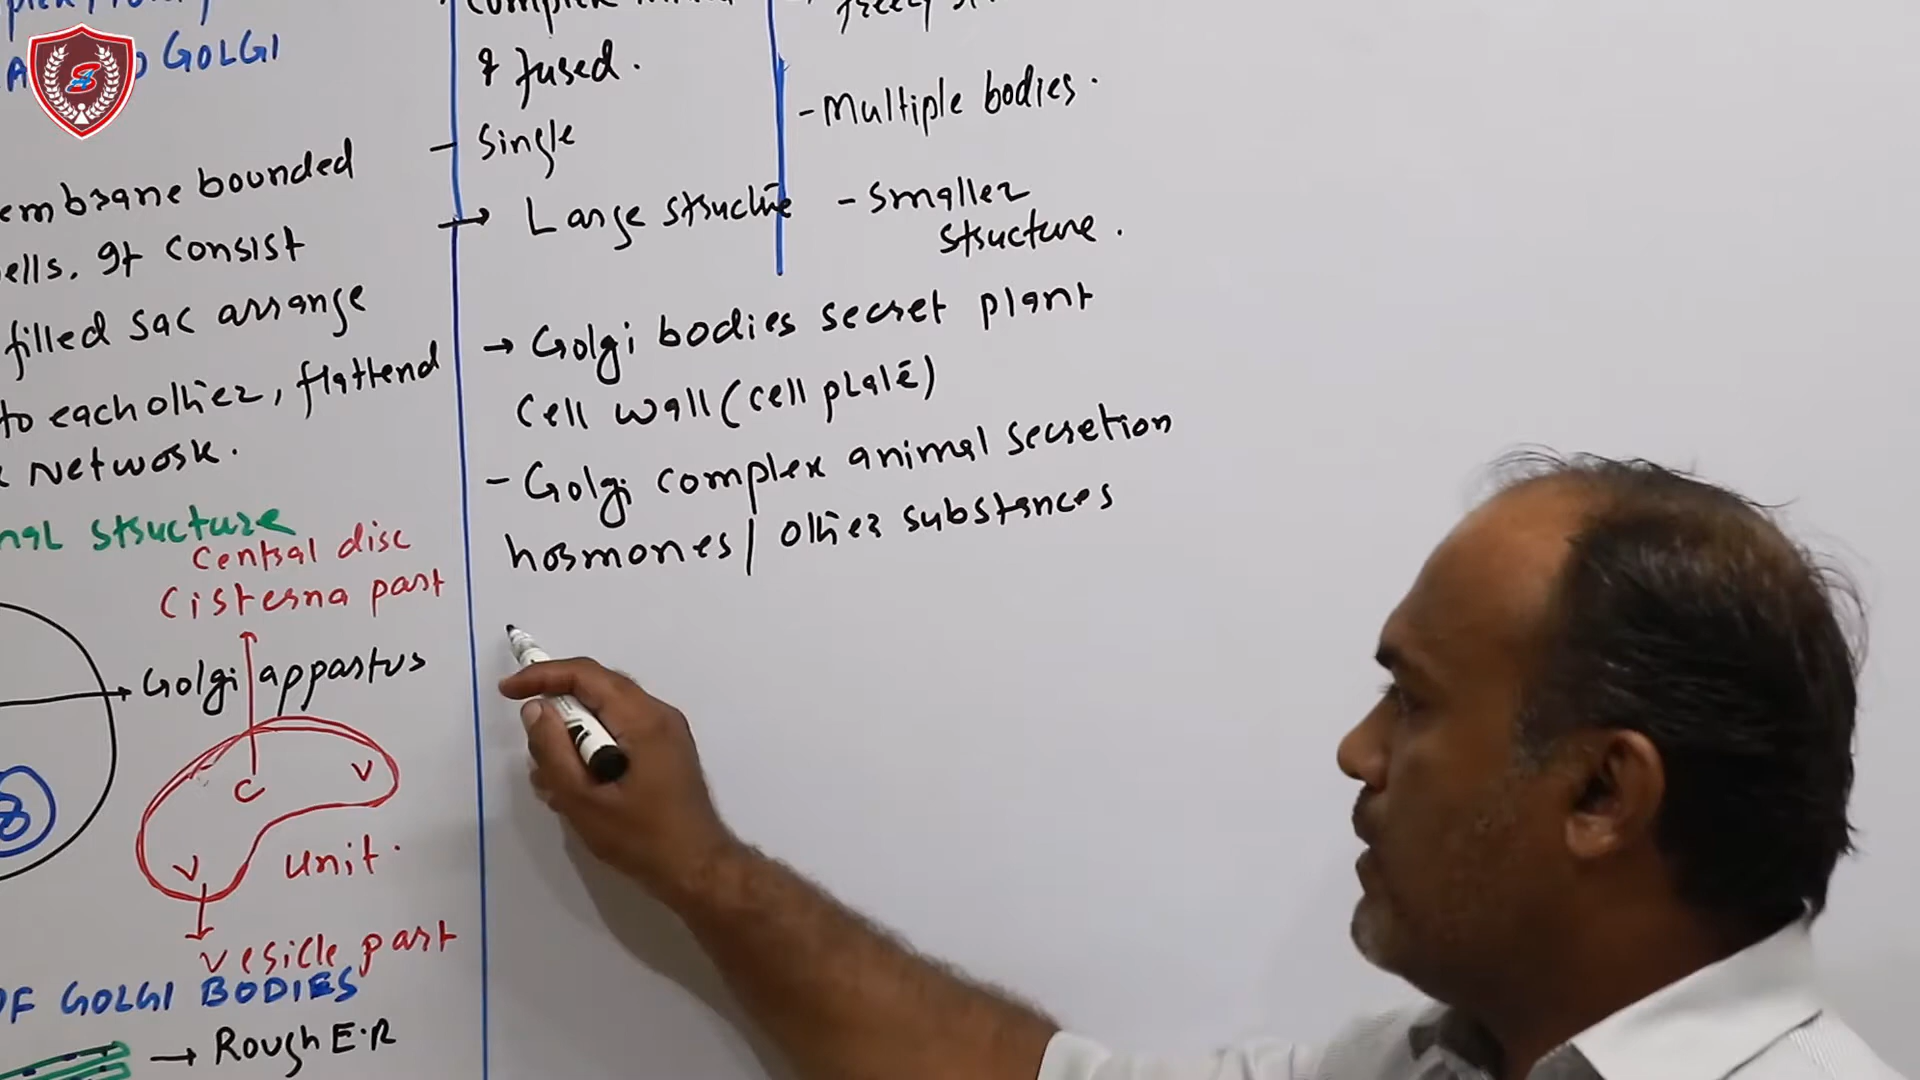 GOLGI
embrane bounded
ells. It consist
filled sac arrange
to each other, flattend
Network.
nal structure
Central disc
Cisterna part
Golgi appartus
C
V
V
unit.
Vesicle part
OF GOLGI BODIES
→ Rough E.R
& fused.
- Single
→ Large structure
- Multiple bodies.
- Smaller
structure.
→ Golgi bodies secret plant
Cell wall (cell plate)
- Golgi complex animal secretion
hormones / other substances